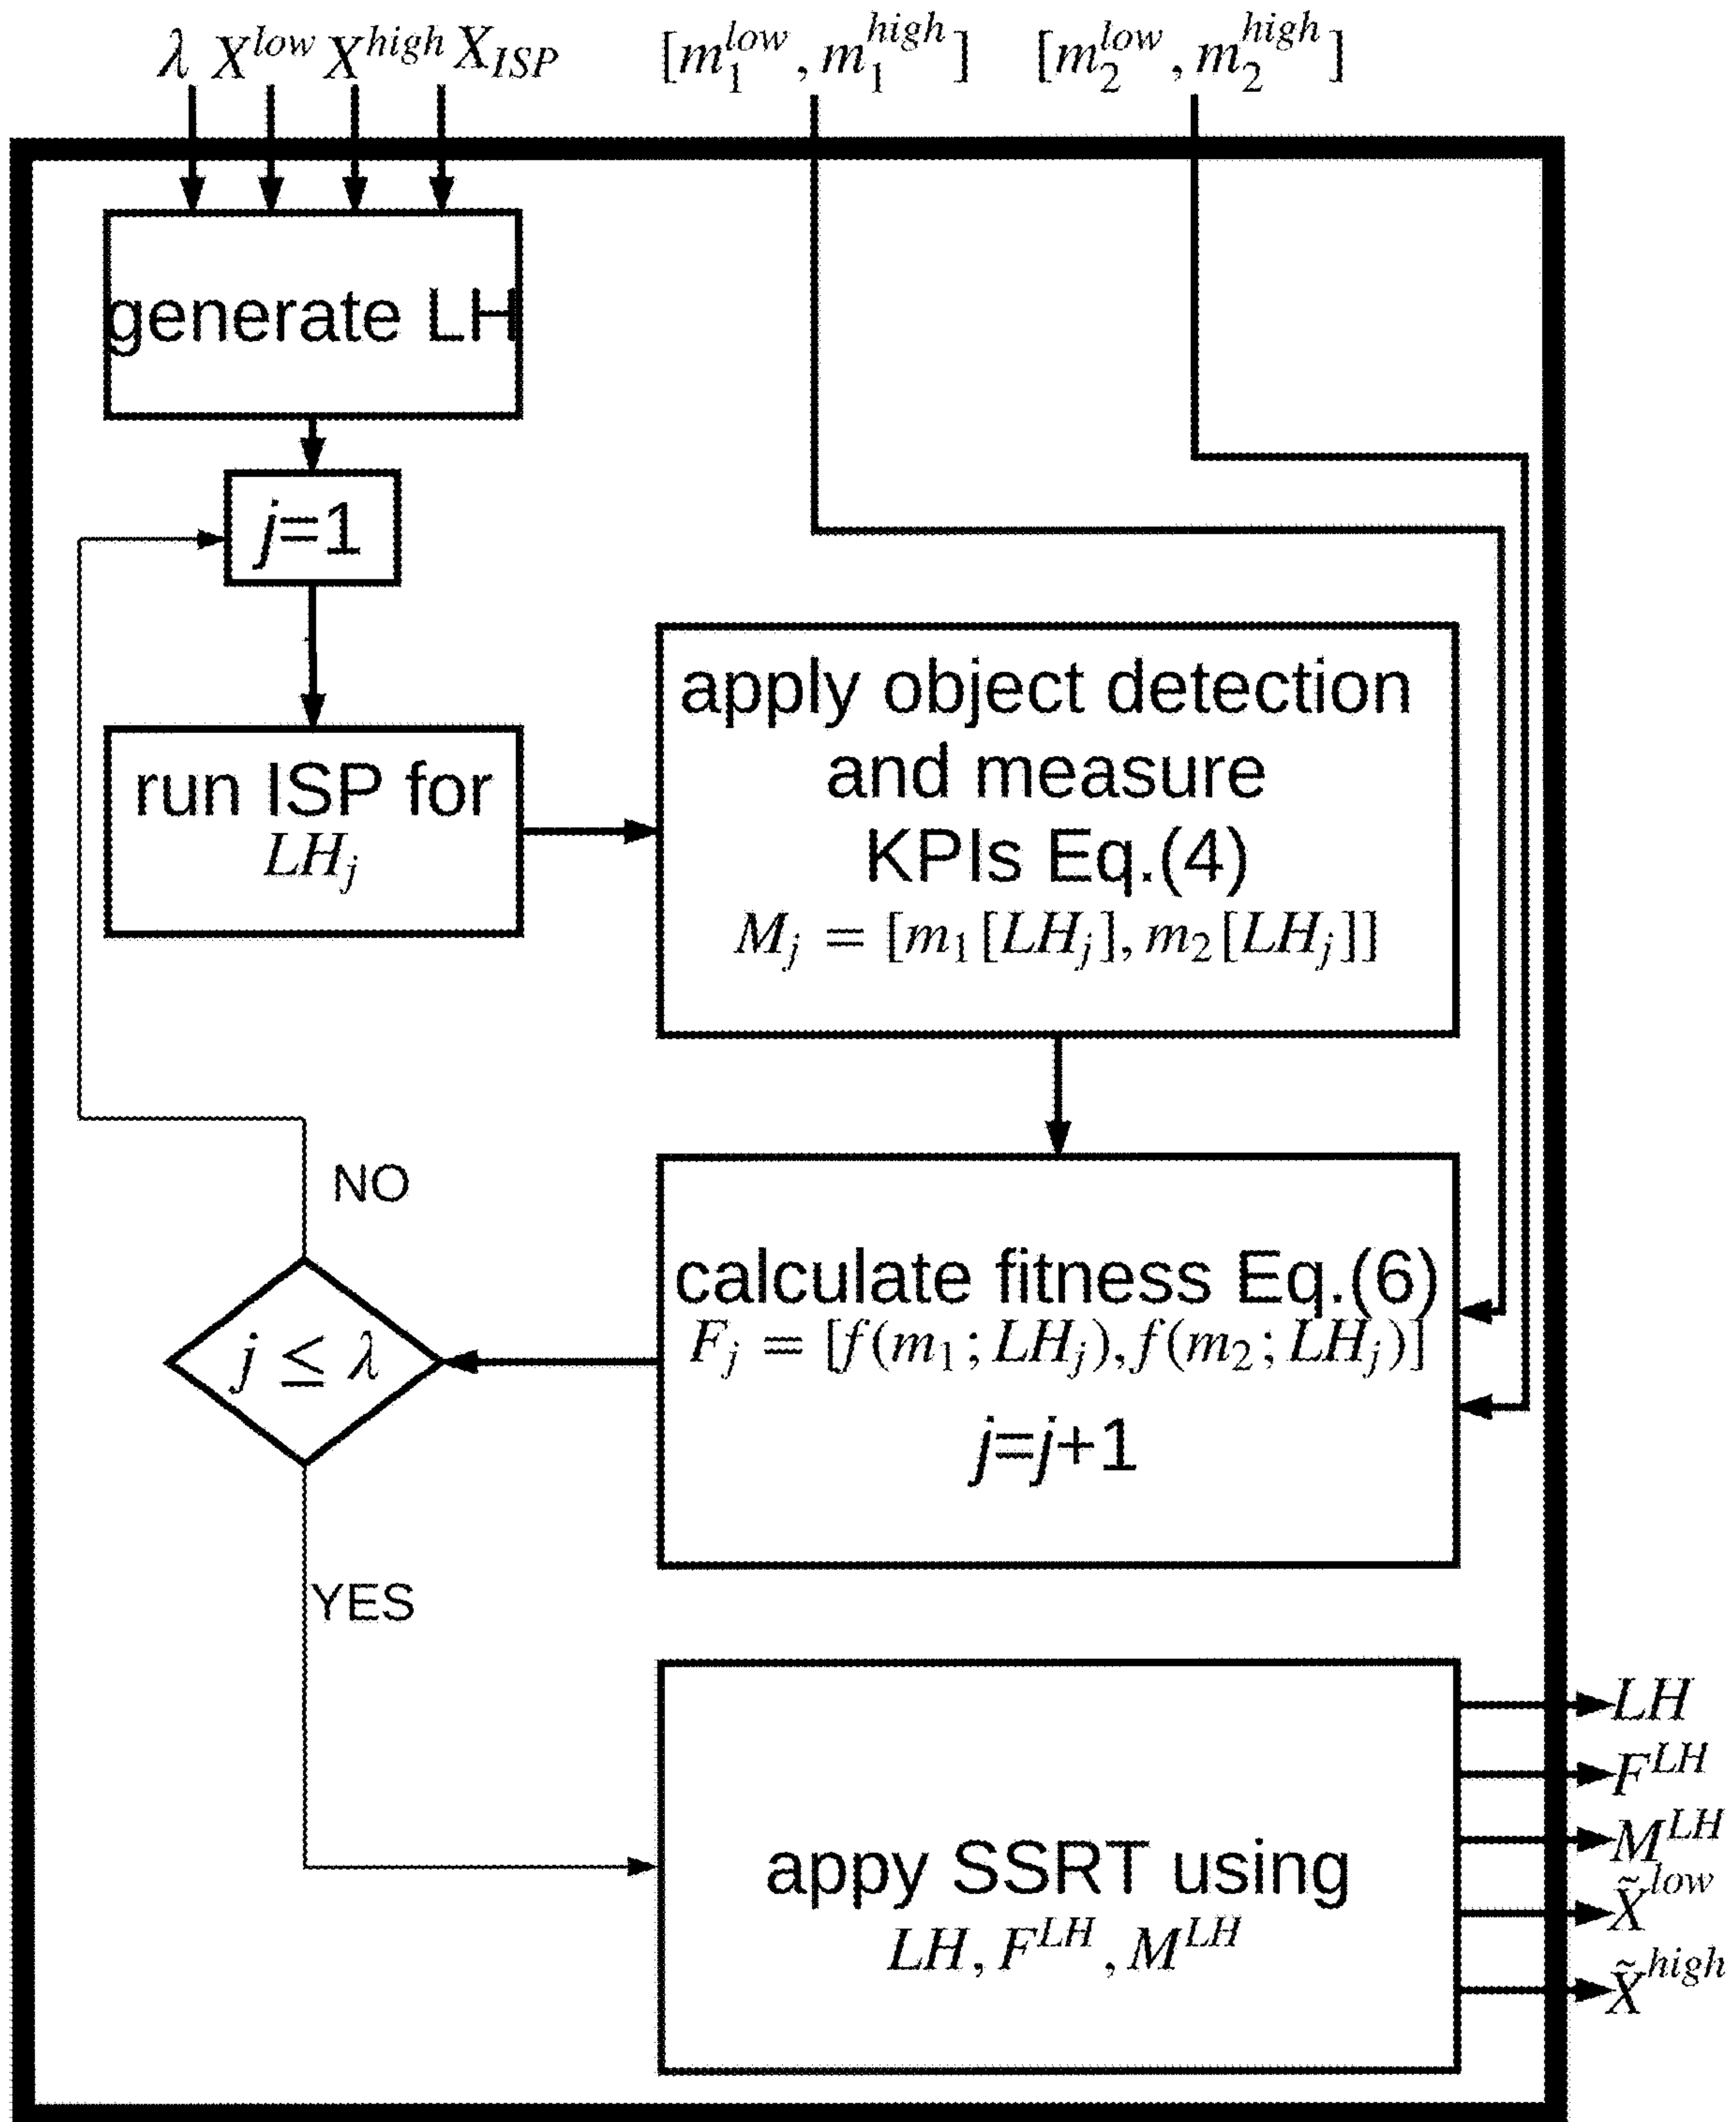 λ X^low X^high X_ISP
[m_1^low, m_1^high]
[m_2^low, m_2^high]
generate LH
j=1
run ISP for
LH_j
apply object detection
and measure
KPIs Eq.(4)
M_j = [m_1[LH_j], m_2[LH_j]]
NO
calculate fitness Eq.(6)
F_j = [f(m_1; LH_j), f(m_2; LH_j)]
j=j+1
j ≤ λ
YES
appy SSRT using
LH, F^LH, M^LH
LH
F^LH
M^LH
X̃^low
X̃^high